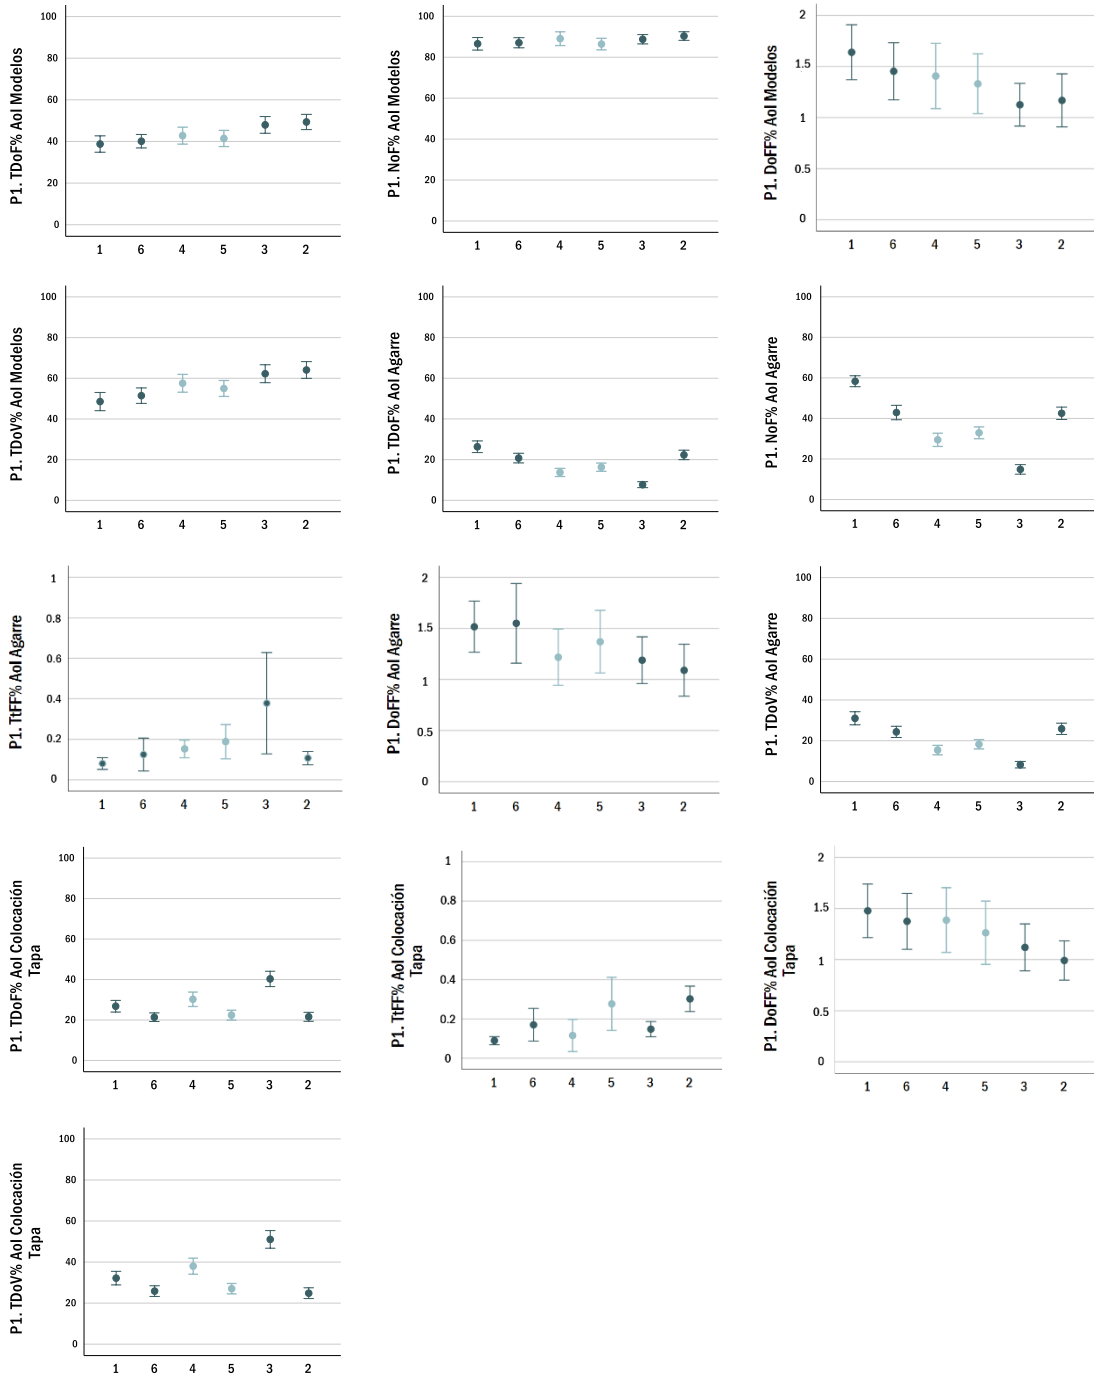 P1. TDoF% AoI Modelos
100
80
60
40
20
0
1 6 4 5 3 2
P1. NoF% AoI Modelos
100
80
60
40
20
0
1 6 4 5 3 2
P1. DoFF% AoI Modelos
2
1.5
1
0.5
0
1 6 4 5 3 2
P1. TDoV% AoI Modelos
100
80
60
40
20
0
1 6 4 5 3 2
P1. TDoF% AoI Agarre
100
80
60
40
20
0
1 6 4 5 3 2
P1. NoF% AoI Agarre
100
80
60
40
20
0
1 6 4 5 3 2
P1. TtFF% AoI Agarre
1
0.8
0.6
0.4
0.2
0
1 6 4 5 3 2
P1. DoFF% AoI Agarre
2
1.5
1
0.5
0
1 6 4 5 3 2
P1. TDoV% AoI Agarre
100
80
60
40
20
0
1 6 4 5 3 2
P1. TDoF% AoI Colocación
Tapa
100
80
60
40
20
0
1 6 4 5 3 2
P1. TtFF% AoI Colocación
Tapa
1
0.8
0.6
0.4
0.2
0
1 6 4 5 3 2
P1. DoFF% AoI Colocación
Tapa
2
1.5
1
0.5
0
1 6 4 5 3 2
P1. TDoV% AoI Colocación
Tapa
100
80
60
40
20
0
1 6 4 5 3 2